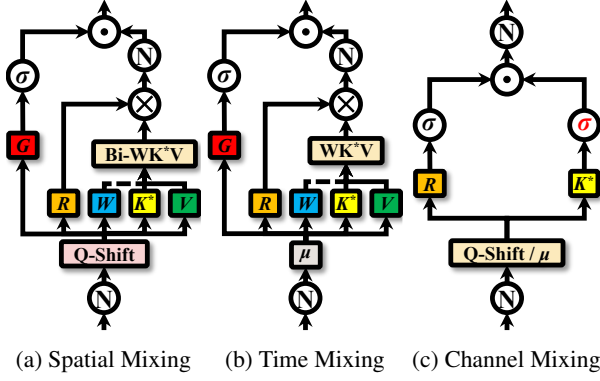 N
σ
G
Bi-WK*V
R
W
K*
V
Q-Shift
N
N
σ
G
WK*V
R
W
K*
V
μ
N
N
σ
σ
R
K*
Q-Shift / μ
N
(a) Spatial Mixing
(b) Time Mixing
(c) Channel Mixing